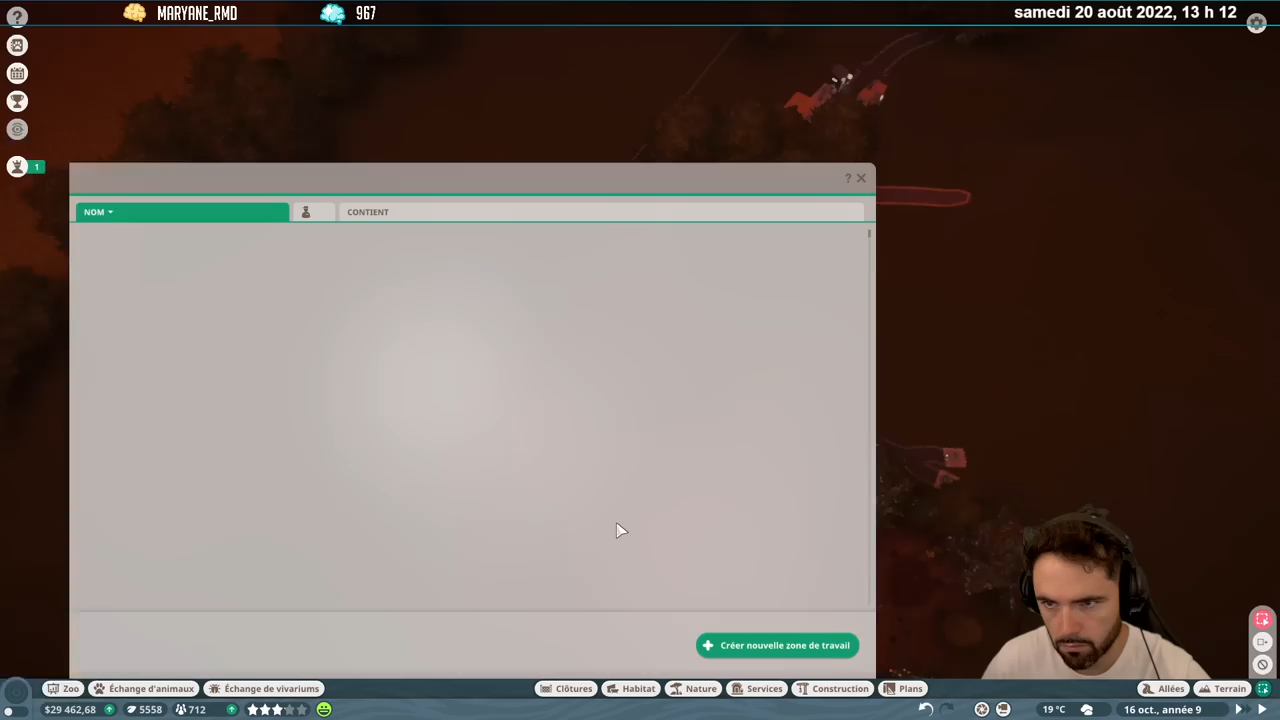 MARYANE_RMD
967
samedi 20 août 2022, 13 h 12
?
1
? ×
NOM
CONTIENT
+ Créer nouvelle zone de travail
Zoo
Échange d'animaux
Échange de vivariums
Clôtures
Habitat
Nature
Services
Construction
Plans
Allées
Terrain
$29 462,68
5558
712
19 °C
16 oct., année 9